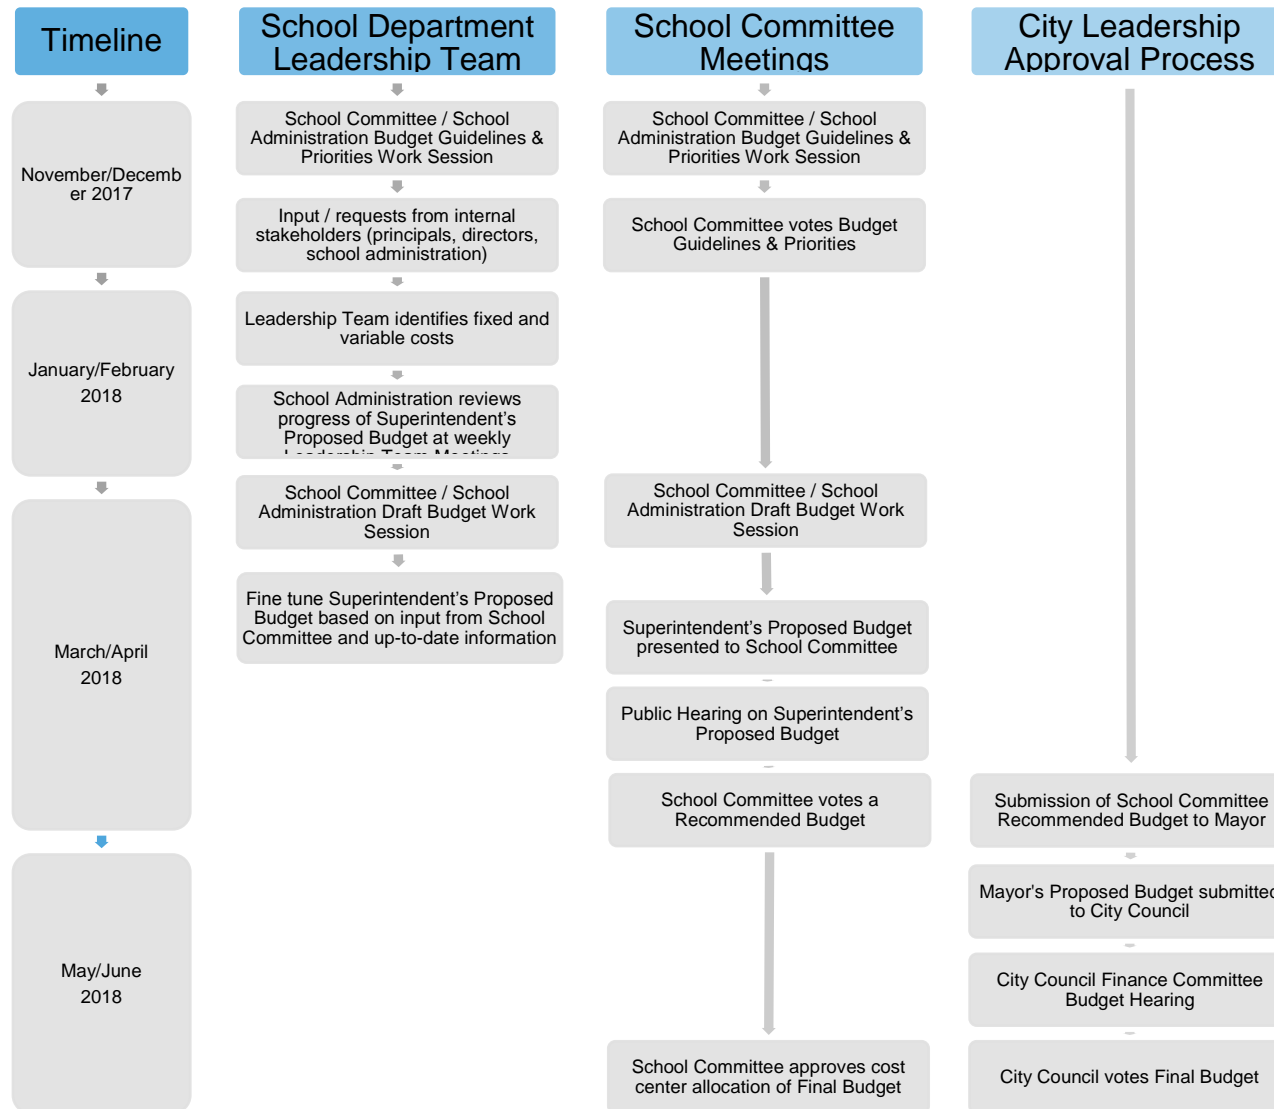 Timeline
School Department
Leadership Team
School Committee
Meetings
City Leadership
Approval Process
November/Decemb
er 2017
January/February
2018
March/April
2018
May/June
2018
School Committee / School
Administration Budget Guidelines &
Priorities Work Session
Input / requests from internal
stakeholders (principals, directors,
school administration)
Leadership Team identifies fixed and
variable costs
School Administration reviews
progress of Superintendent's
Proposed Budget at weekly
Leadership Team Meetings
School Committee / School
Administration Draft Budget Work
Session
Fine tune Superintendent's Proposed
Budget based on input from School
Committee and up-to-date information
School Committee / School
Administration Budget Guidelines &
Priorities Work Session
School Committee votes Budget
Guidelines & Priorities
School Committee / School
Administration Draft Budget Work
Session
Superintendent's Proposed Budget
presented to School Committee
Public Hearing on Superintendent's
Proposed Budget
School Committee votes a
Recommended Budget
School Committee approves cost
center allocation of Final Budget
Submission of School Committee
Recommended Budget to Mayor
Mayor's Proposed Budget submitted
to City Council
City Council Finance Committee
Budget Hearing
City Council votes Final Budget